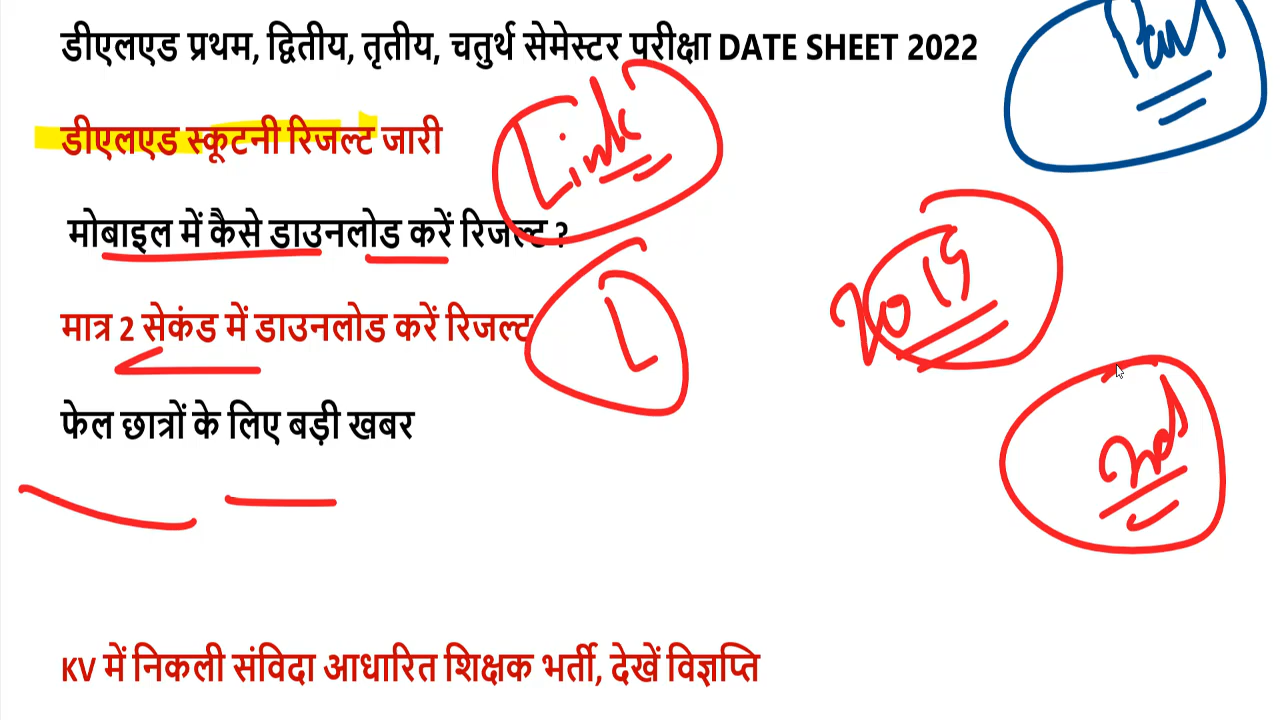 डीएलएड प्रथम, द्वितीय, तृतीय, चतुर्थ सेमेस्टर परीक्षा DATE SHEET 2022
डीएलएड स्कूटनी रिजल्ट जारी
Link
मोबाइल में कैसे डाउनलोड करें रिजल्ट ?
2019
मात्र 2 सेकंड में डाउनलोड करें रिजल्ट
L
फेल छात्रों के लिए बड़ी खबर
KV में निकली संविदा आधारित शिक्षक भर्ती, देखें विज्ञप्ति